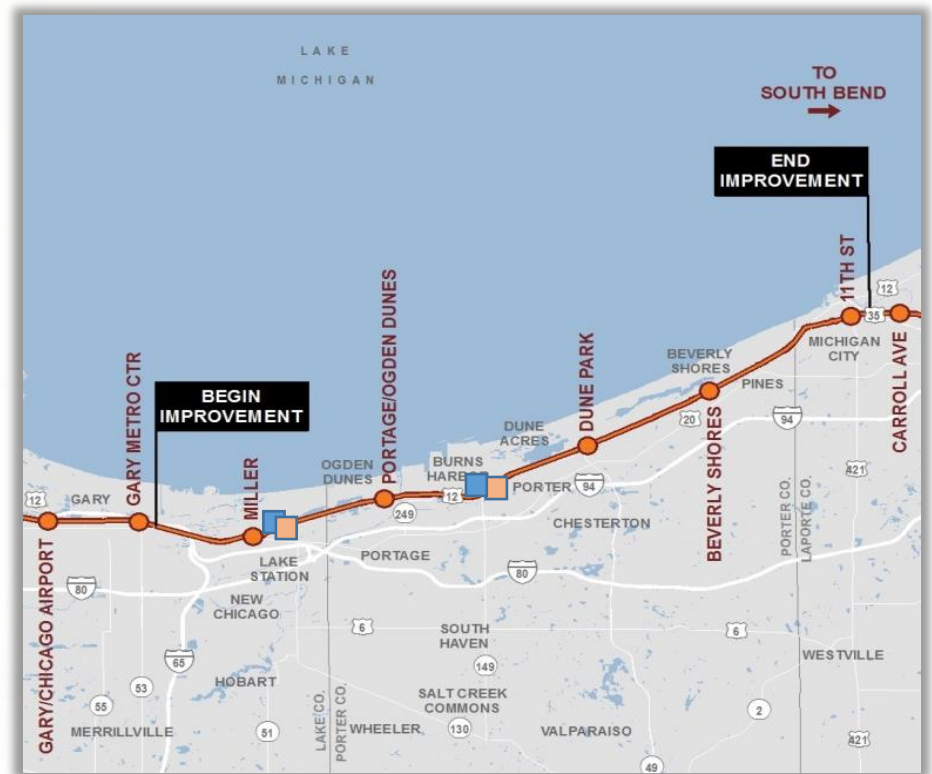 LAKE
MICHIGAN
TO
SOUTH BEND
END
IMPROVEMENT
BEGIN
IMPROVEMENT
GARY/CHICAGO AIRPORT
GARY METRO CTR
MILLER
PORTAGE/OGDEN DUNES
DUNE PARK
BEVERLY SHORES
11TH ST
CARROLL AVE
12
35
MICHIGAN
CITY
BEVERLY
SHORES
PINES
20
94
DUNE
ACRES
421
OGDEN
DUNES
BURNS
HARBOR
12
PORTER
94
12
GARY
249
CHESTERTON
PORTER CO.
LAPORTE CO.
PORTAGE
LAKE
STATION
80
80
NEW
CHICAGO
6
SOUTH
HAVEN
6
65
149
WESTVILLE
HOBART
53
55
SALT CREEK
COMMONS
2
MERRILLVILLE
51
LAKE CO.
PORTER CO.
WHEELER
130
VALPARAISO
421
49